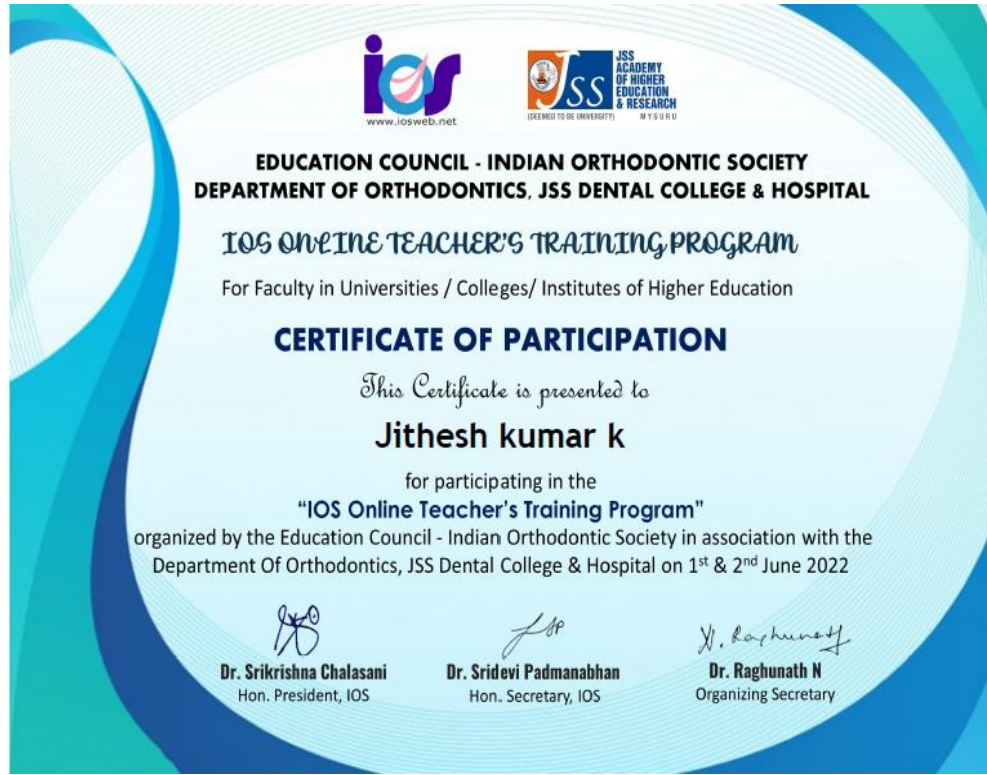 ios
www.iosweb.net
JSS
JSS
ACADEMY
OF HIGHER
EDUCATION
& RESEARCH
(DEEMED TO BE UNIVERSITY) MYSURU
EDUCATION COUNCIL - INDIAN ORTHODONTIC SOCIETY
DEPARTMENT OF ORTHODONTICS, JSS DENTAL COLLEGE & HOSPITAL
IOS ONLINE TEACHER'S TRAINING PROGRAM
For Faculty in Universities / Colleges/ Institutes of Higher Education
CERTIFICATE OF PARTICIPATION
This Certificate is presented to
Jithesh kumar k
for participating in the
“IOS Online Teacher’s Training Program”
organized by the Education Council - Indian Orthodontic Society in association with the
Department Of Orthodontics, JSS Dental College & Hospital on 1st & 2nd June 2022
N. Raghunath
Dr. Srikrishna Chalasani Dr. Sridevi Padmanabhan Dr. Raghunath N
Hon. President, IOS Hon. Secretary, IOS Organizing Secretary